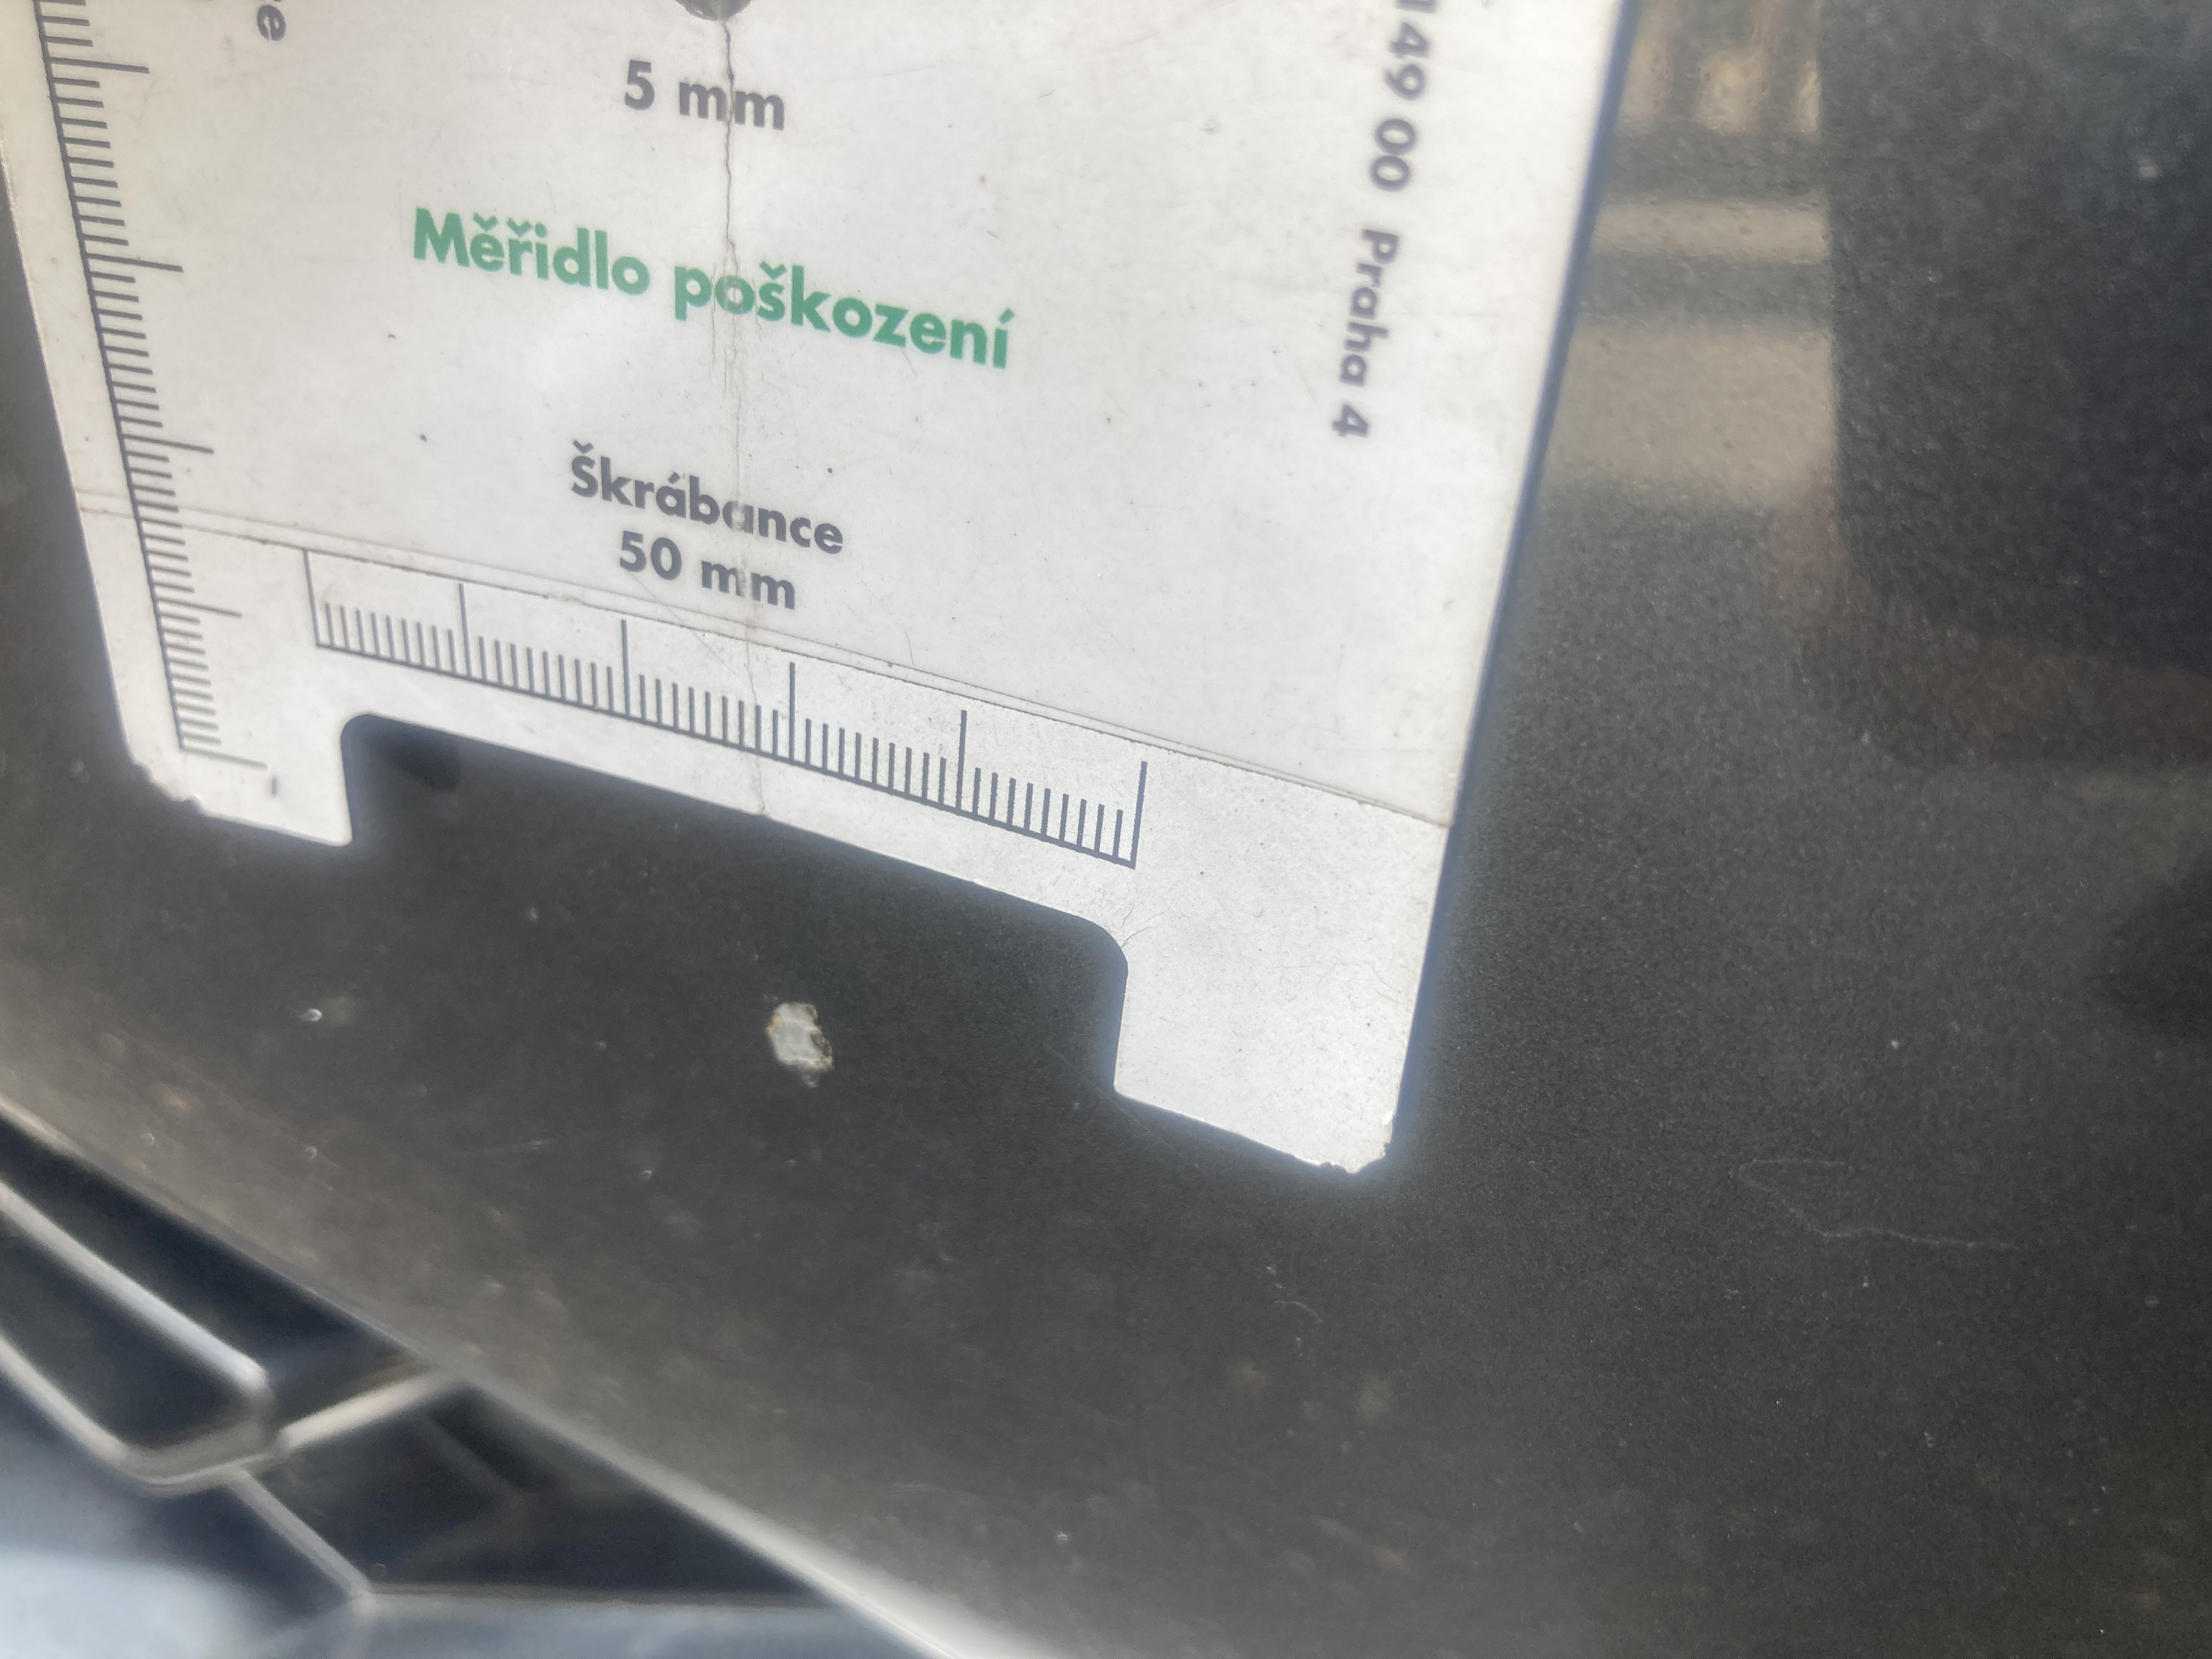 5 mm
Měřidlo poškození
Škrábance
50 mm
149 00 Praha 4